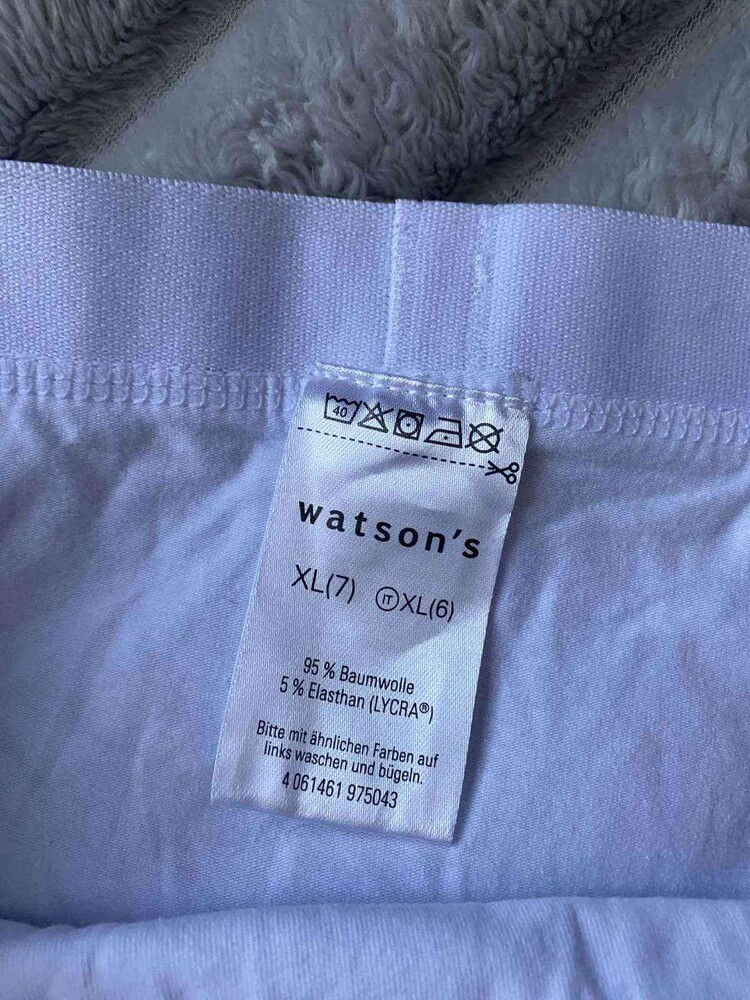 40
watson's
XL(7) IT XL(6)
95 % Baumwolle
5 % Elasthan (LYCRA®)
Bitte mit ähnlichen Farben auf
links waschen und bügeln.
4 061461 975043